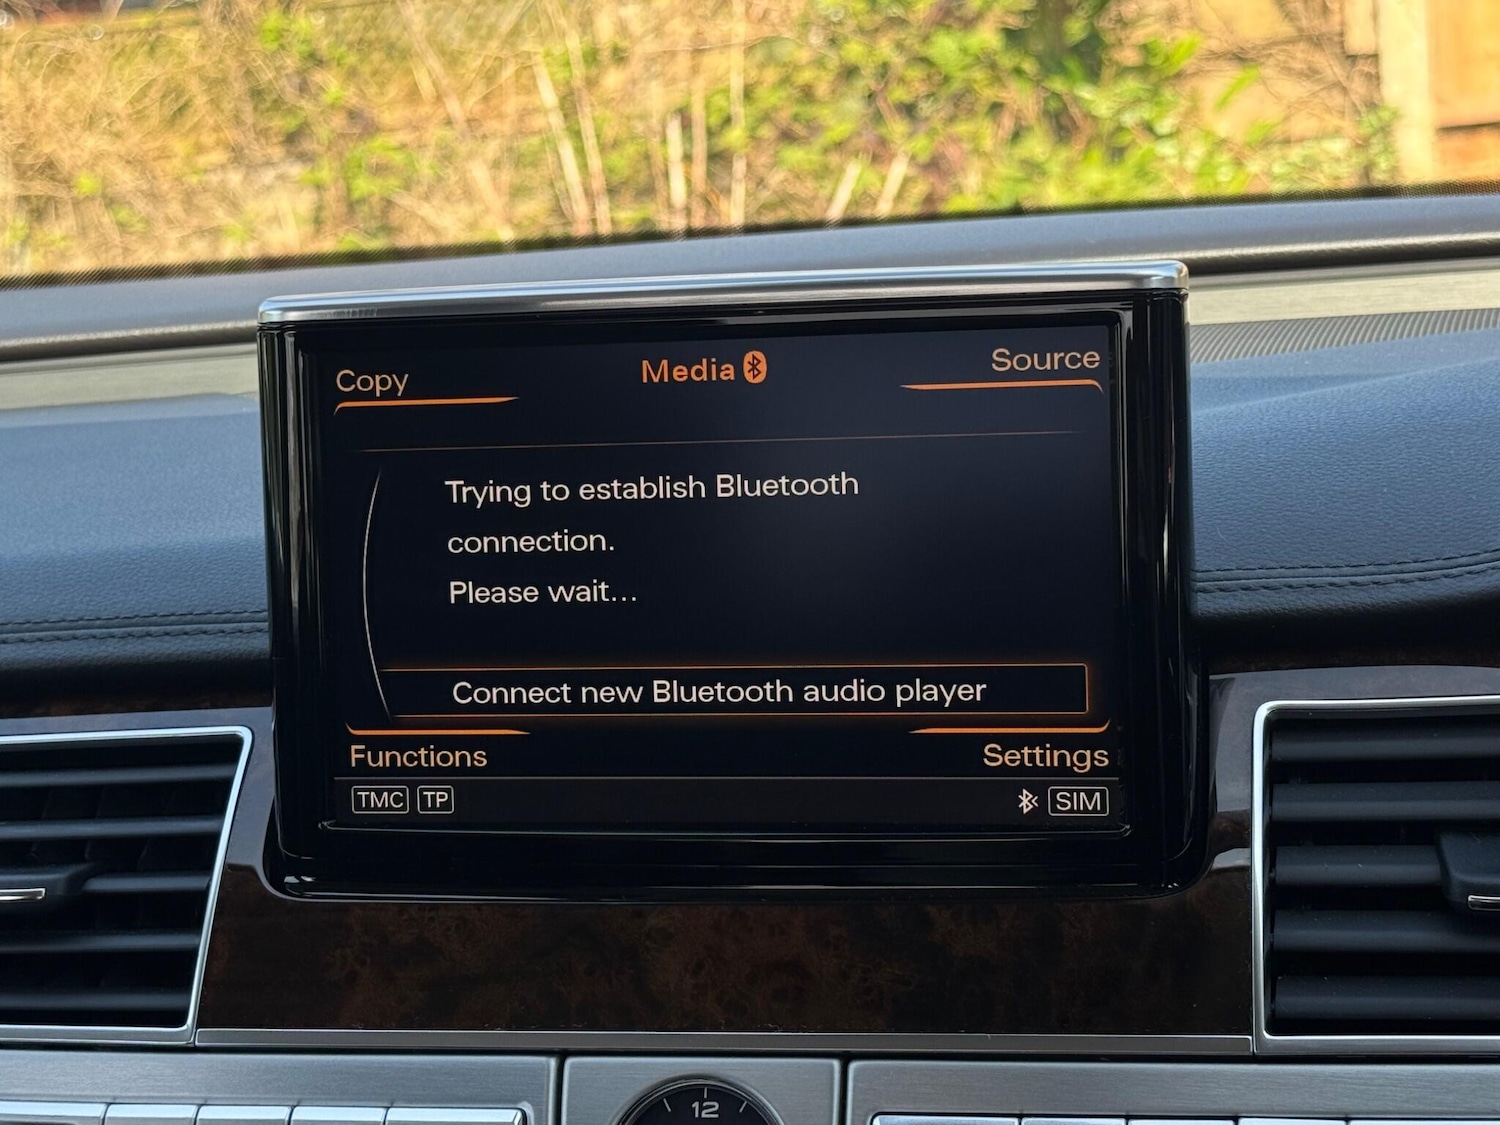 Copy
Media
Source
Trying to establish Bluetooth
connection.
Please wait...
Connect new Bluetooth audio player
Functions
Settings
TMC TP
SIM
12